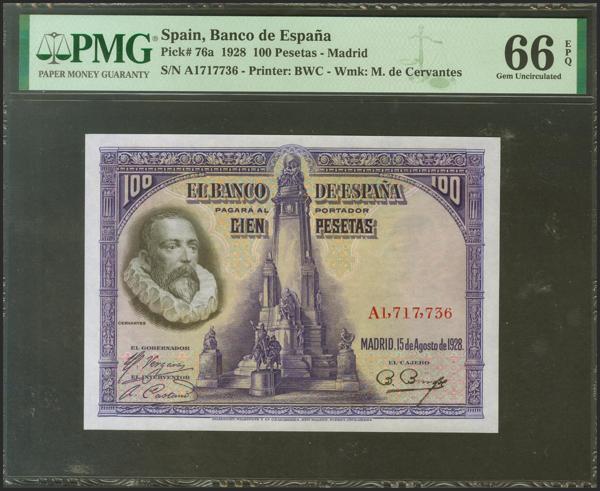 PMG®
PAPER MONEY GUARANTY
Spain, Banco de España
Pick# 76a 1928 100 Pesetas - Madrid
S/N A1717736 - Printer: BWC - Wmk: M. de Cervantes
66 EPQ
Gem Uncirculated
100 100
EL BANCO DE ESPAÑA
PAGARÁ AL PORTADOR
CIEN PESETAS
A1,717,736
CERVANTES
MADRID, 15 de Agosto de 1928.
EL GOBERNADOR
EL CAJERO
EL INTERVENTOR